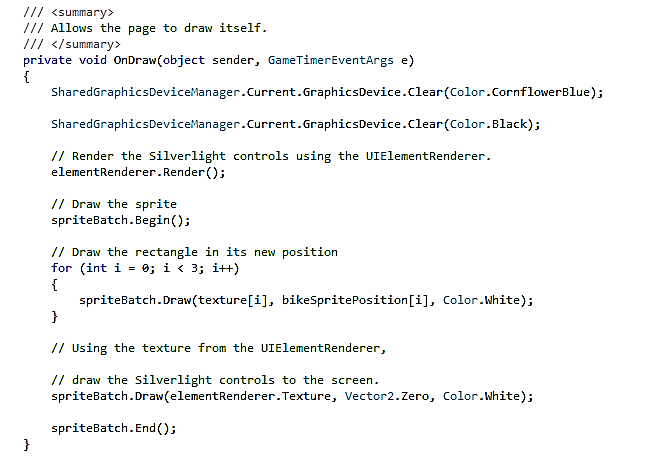 /// <summary>
/// Allows the page to draw itself.
/// </summary>
private void OnDraw(object sender, GameTimerEventArgs e)
{
SharedGraphicsDeviceManager.Current.GraphicsDevice.Clear(Color.CornflowerBlue);
SharedGraphicsDeviceManager.Current.GraphicsDevice.Clear(Color.Black);
// Render the Silverlight controls using the UIElementRenderer.
elementRenderer.Render();
// Draw the sprite
spriteBatch.Begin();
// Draw the rectangle in its new position
for (int i = 0; i < 3; i++)
{
spriteBatch.Draw(texture[i], bikeSpritePosition[i], Color.White);
}
// Using the texture from the UIElementRenderer,
// draw the Silverlight controls to the screen.
spriteBatch.Draw(elementRenderer.Texture, Vector2.Zero, Color.White);
spriteBatch.End();
}